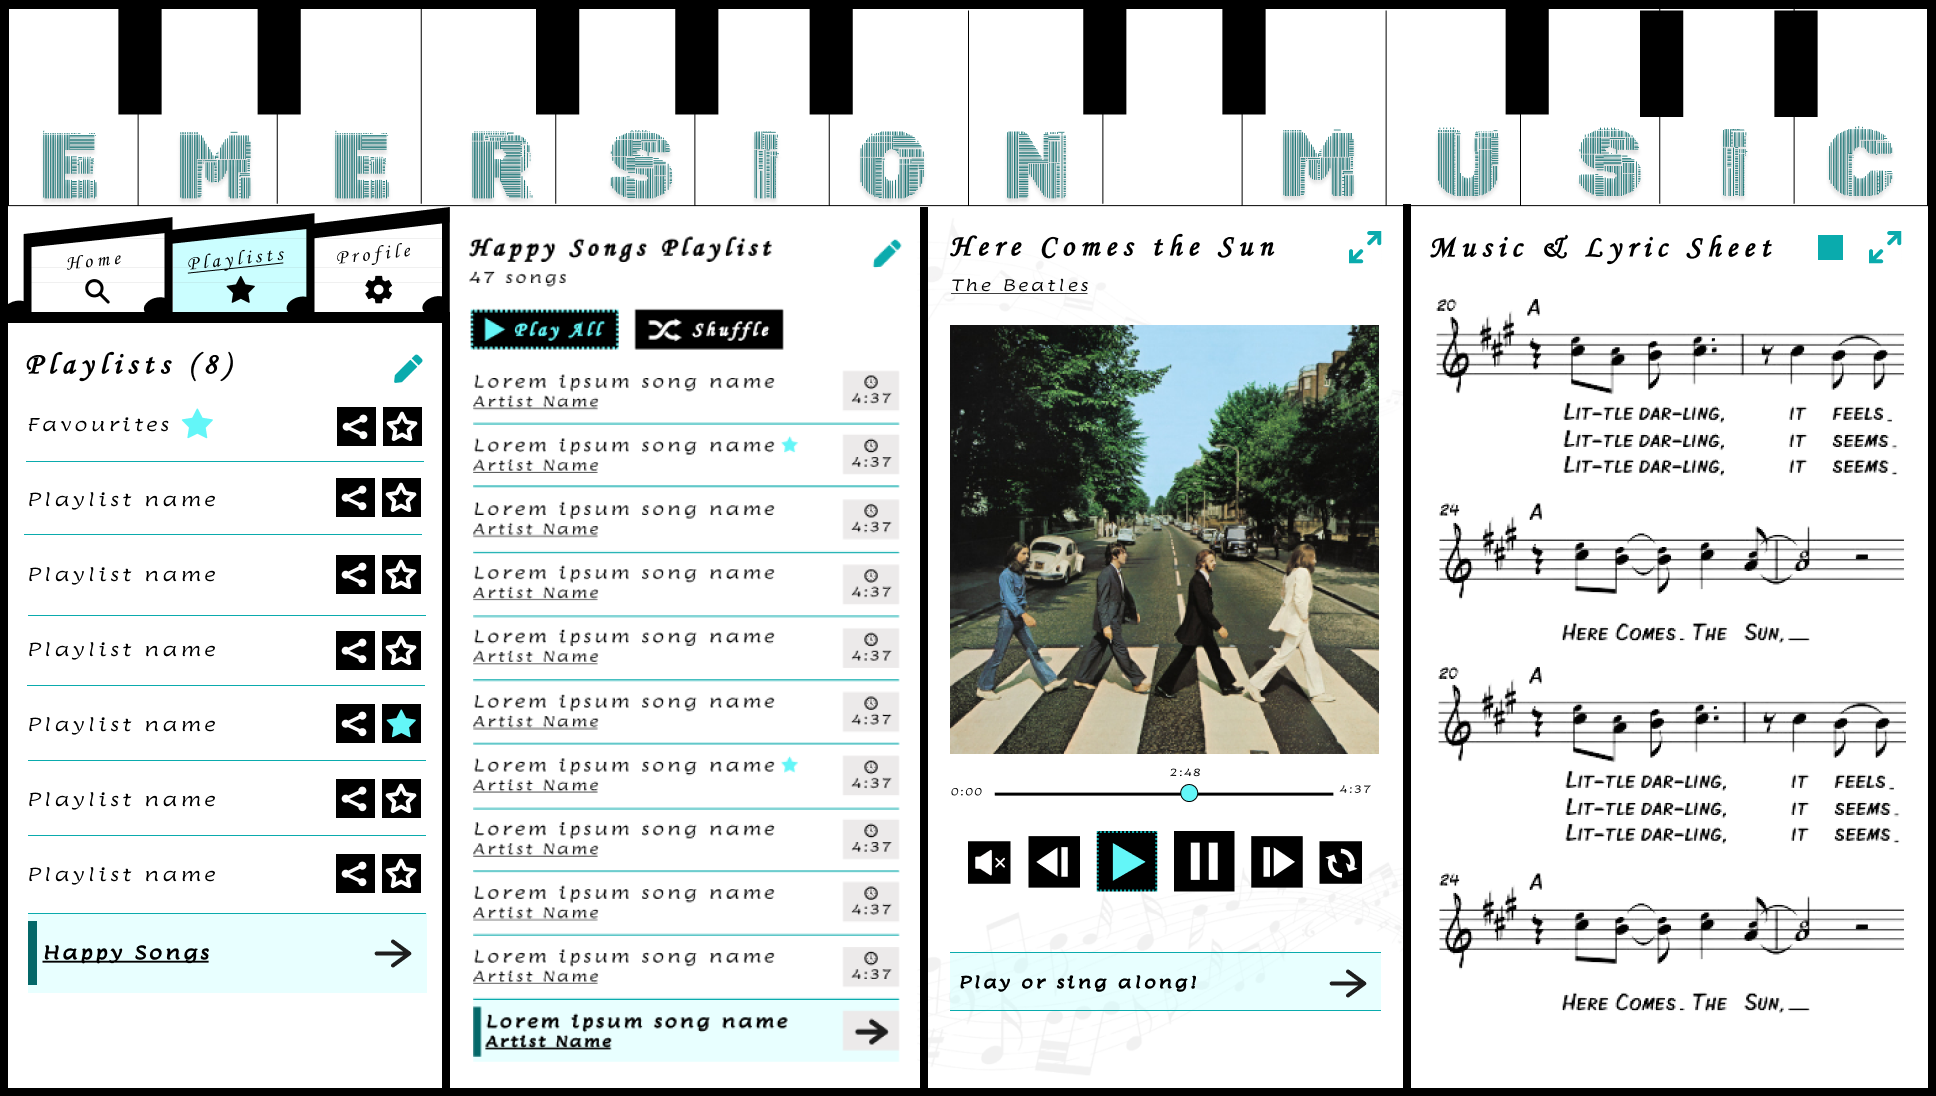 EMERSION MUSIC
Home
Playlists
Profile
Playlists (8)
Favourites
Playlist name
Playlist name
Playlist name
Playlist name
Playlist name
Playlist name
Happy Songs
Happy Songs Playlist
47 songs
Play All
Shuffle
Lorem ipsum song name
Artist Name
4:37
Lorem ipsum song name
Artist Name
4:37
Lorem ipsum song name
Artist Name
4:37
Lorem ipsum song name
Artist Name
4:37
Lorem ipsum song name
Artist Name
4:37
Lorem ipsum song name
Artist Name
4:37
Lorem ipsum song name
Artist Name
4:37
Lorem ipsum song name
Artist Name
4:37
Lorem ipsum song name
Artist Name
4:37
Lorem ipsum song name
Artist Name
4:37
Lorem ipsum song name
Artist Name
Here Comes the Sun
The Beatles
2:48
0:00 4:37
Play or sing along!
Music & Lyric Sheet
20 A
LIT-TLE DAR-LING, IT FEELS_
LIT-TLE DAR-LING, IT SEEMS_
LIT-TLE DAR-LING, IT SEEMS_
24 A
HERE COMES_ THE SUN,__
20 A
LIT-TLE DAR-LING, IT FEELS_
LIT-TLE DAR-LING, IT SEEMS_
LIT-TLE DAR-LING, IT SEEMS_
24 A
HERE COMES_ THE SUN,__